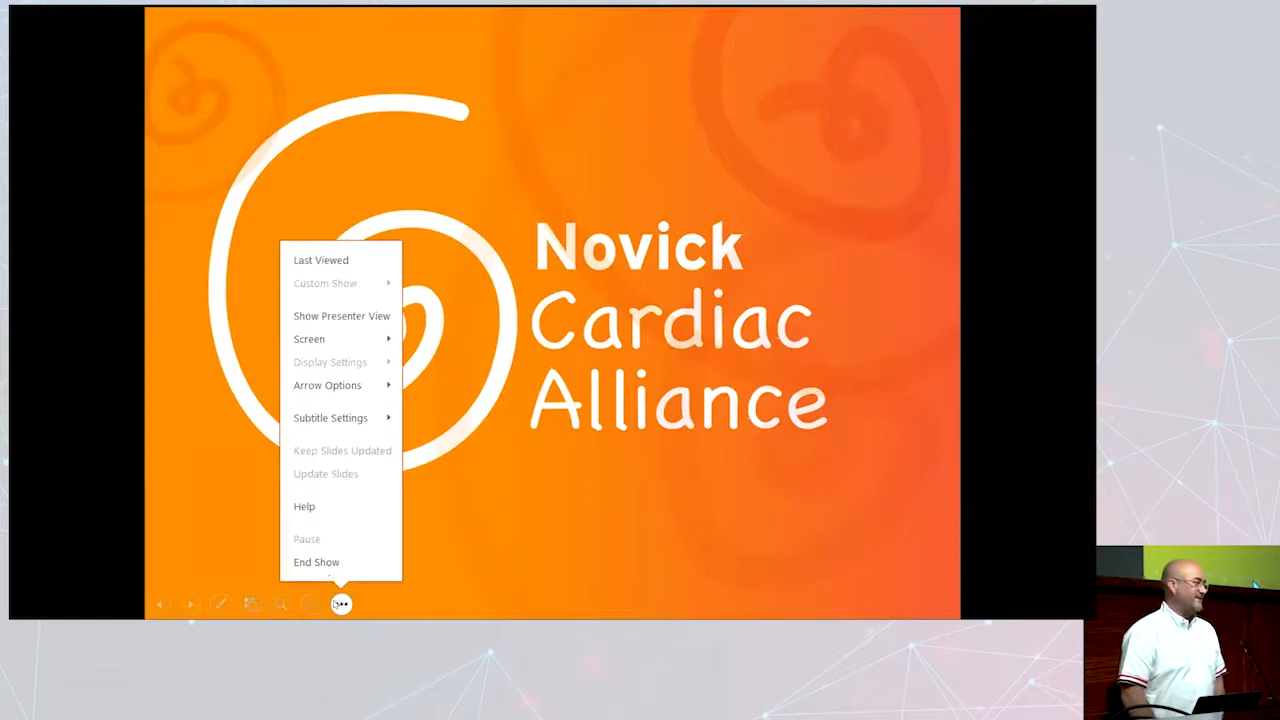 Novick
Cardiac
Alliance
Last Viewed
Custom Show
Show Presenter View
Screen
Display Settings
Arrow Options
Subtitle Settings
Keep Slides Updated
Update Slides
Help
Pause
End Show